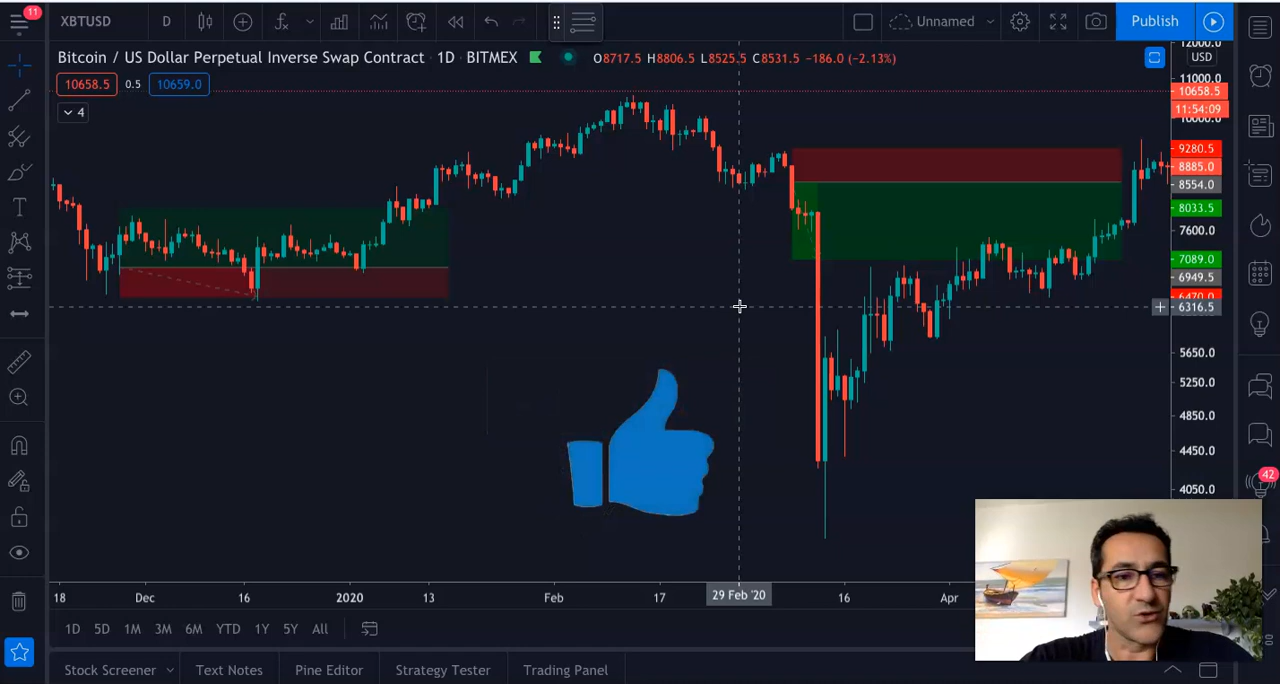 11
XBTUSD
D
Unnamed
Publish
Bitcoin / US Dollar Perpetual Inverse Swap Contract · 1D · BITMEX
O8717.5 H8806.5 L8525.5 C8531.5 −186.0 (−2.13%)
10658.5 0.5 10659.0
4
12000.0
USD
11000.0
10658.5
11:54:09
10000.0
9280.5
8885.0
8554.0
8033.5
7600.0
7089.0
6949.5
6470.0
6316.5
5650.0
5250.0
4850.0
4450.0
4050.0
42
18 Dec 16 2020 13 Feb 17 29 Feb '20 16 Apr
1D 5D 1M 3M 6M YTD 1Y 5Y All
Stock Screener Text Notes Pine Editor Strategy Tester Trading Panel